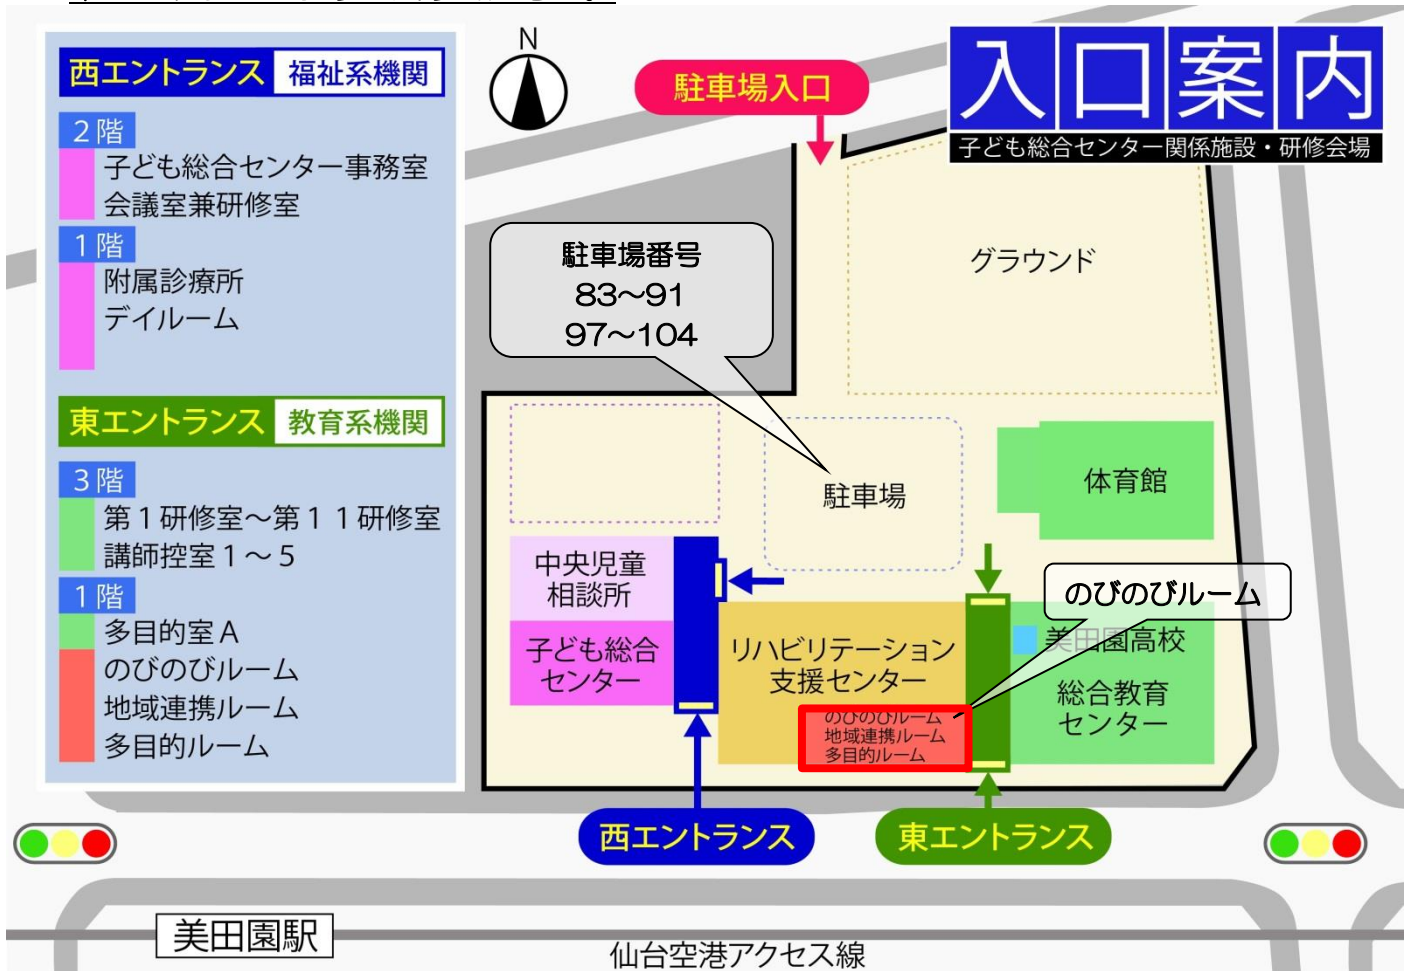 入口案内
子ども総合センター関係施設・研修会場
N
駐車場入口
西エントランス 福祉系機関
2階
子ども総合センター事務室
会議室兼研修室
1階
附属診療所
デイルーム
東エントランス 教育系機関
3階
第1研修室～第11研修室
講師控室1～5
1階
多目的室A
のびのびルーム
地域連携ルーム
多目的ルーム
駐車場番号
83～91
97～104
グラウンド
駐車場
体育館
中央児童
相談所
子ども総合
センター
リハビリテーション
支援センター
のびのびルーム
地域連携ルーム
多目的ルーム
のびのびルーム
美田園高校
総合教育
センター
西エントランス
東エントランス
美田園駅
仙台空港アクセス線